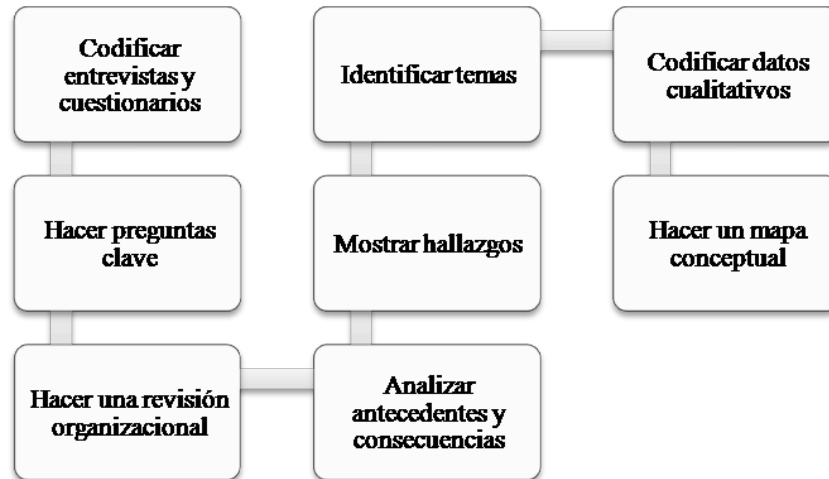 Codificar
entrevistas y
cuestionarios
Hacer preguntas
clave
Hacer una revisión
organizacional
Analizar
antecedentes y
consecuencias
Mostrar hallazgos
Identificar temas
Codificar datos
cualitativos
Hacer un mapa
conceptual